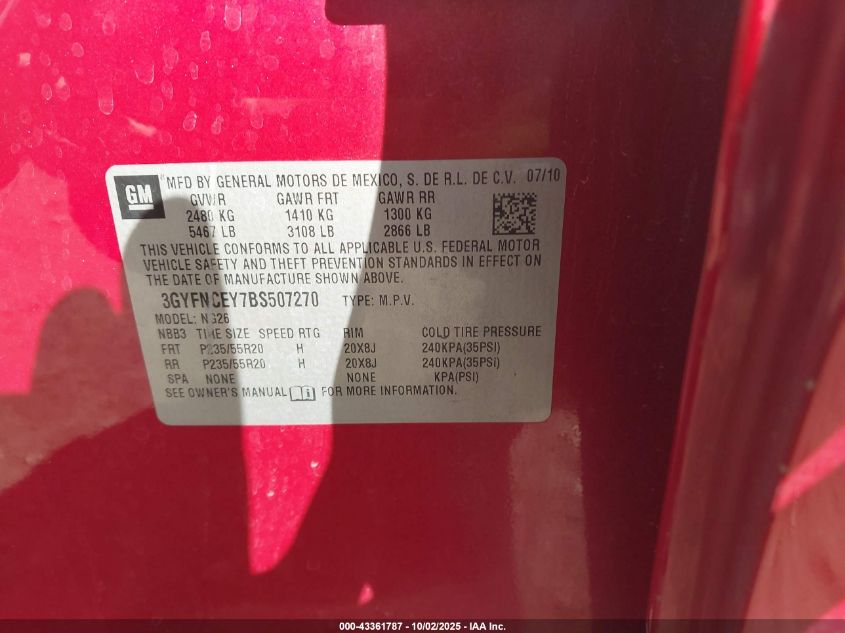 GM
MFD BY GENERAL MOTORS DE MEXICO, S. DE R.L. DE C.V. 07/10
GVWR GAWR FRT GAWR RR
2480 KG 1410 KG 1300 KG
5467 LB 3108 LB 2866 LB
THIS VEHICLE CONFORMS TO ALL APPLICABLE U.S. FEDERAL MOTOR
VEHICLE SAFETY AND THEFT PREVENTION STANDARDS IN EFFECT ON
THE DATE OF MANUFACTURE SHOWN ABOVE.
3GYFNCEY7BS507270 TYPE: M.P.V.
MODEL: NG26
NBB3 TIRE SIZE SPEED RTG RIM COLD TIRE PRESSURE
FRT P235/55R20 H 20X8J 240KPA(35PSI)
RR P235/55R20 H 20X8J 240KPA(35PSI)
SPA NONE NONE KPA(PSI)
SEE OWNER'S MANUAL FOR MORE INFORMATION.
000-43361787 - 10/02/2025 - IAA Inc.